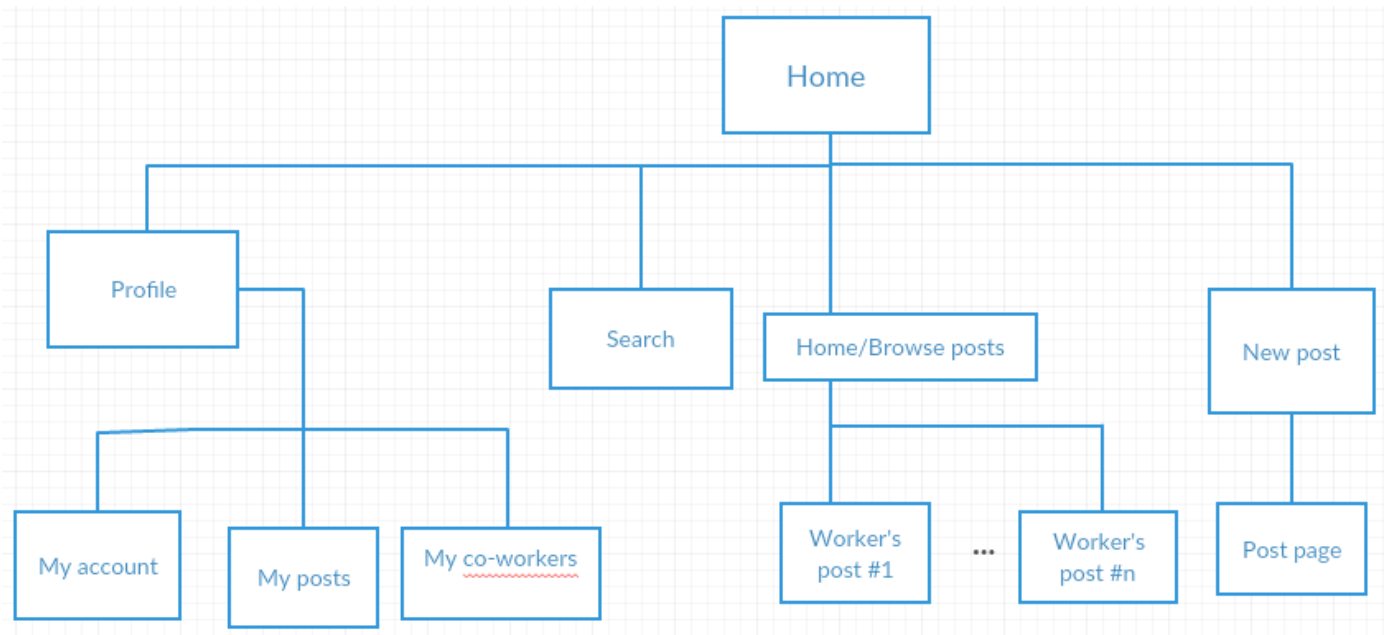 Home
Profile
Search
Home/Browse posts
New post
My account
My posts
My co-workers
Worker's
post #1
...
Worker's
post #n
Post page